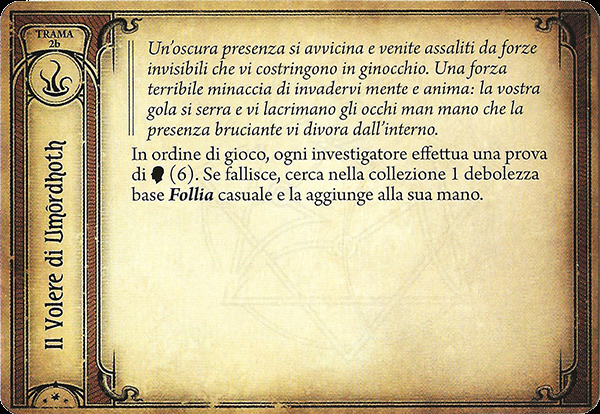 TRAMA
2b
Il Volere di Umôrdhoth
Un'oscura presenza si avvicina e venite assaliti da forze
invisibili che vi costringono in ginocchio. Una forza
terribile minaccia di invadervi mente e anima: la vostra
gola si serra e vi lacrimano gli occhi man mano che la
presenza bruciante vi divora dall'interno.
In ordine di gioco, ogni investigatore effettua una prova
di (6). Se fallisce, cerca nella collezione 1 debolezza
base Follia casuale e la aggiunge alla sua mano.